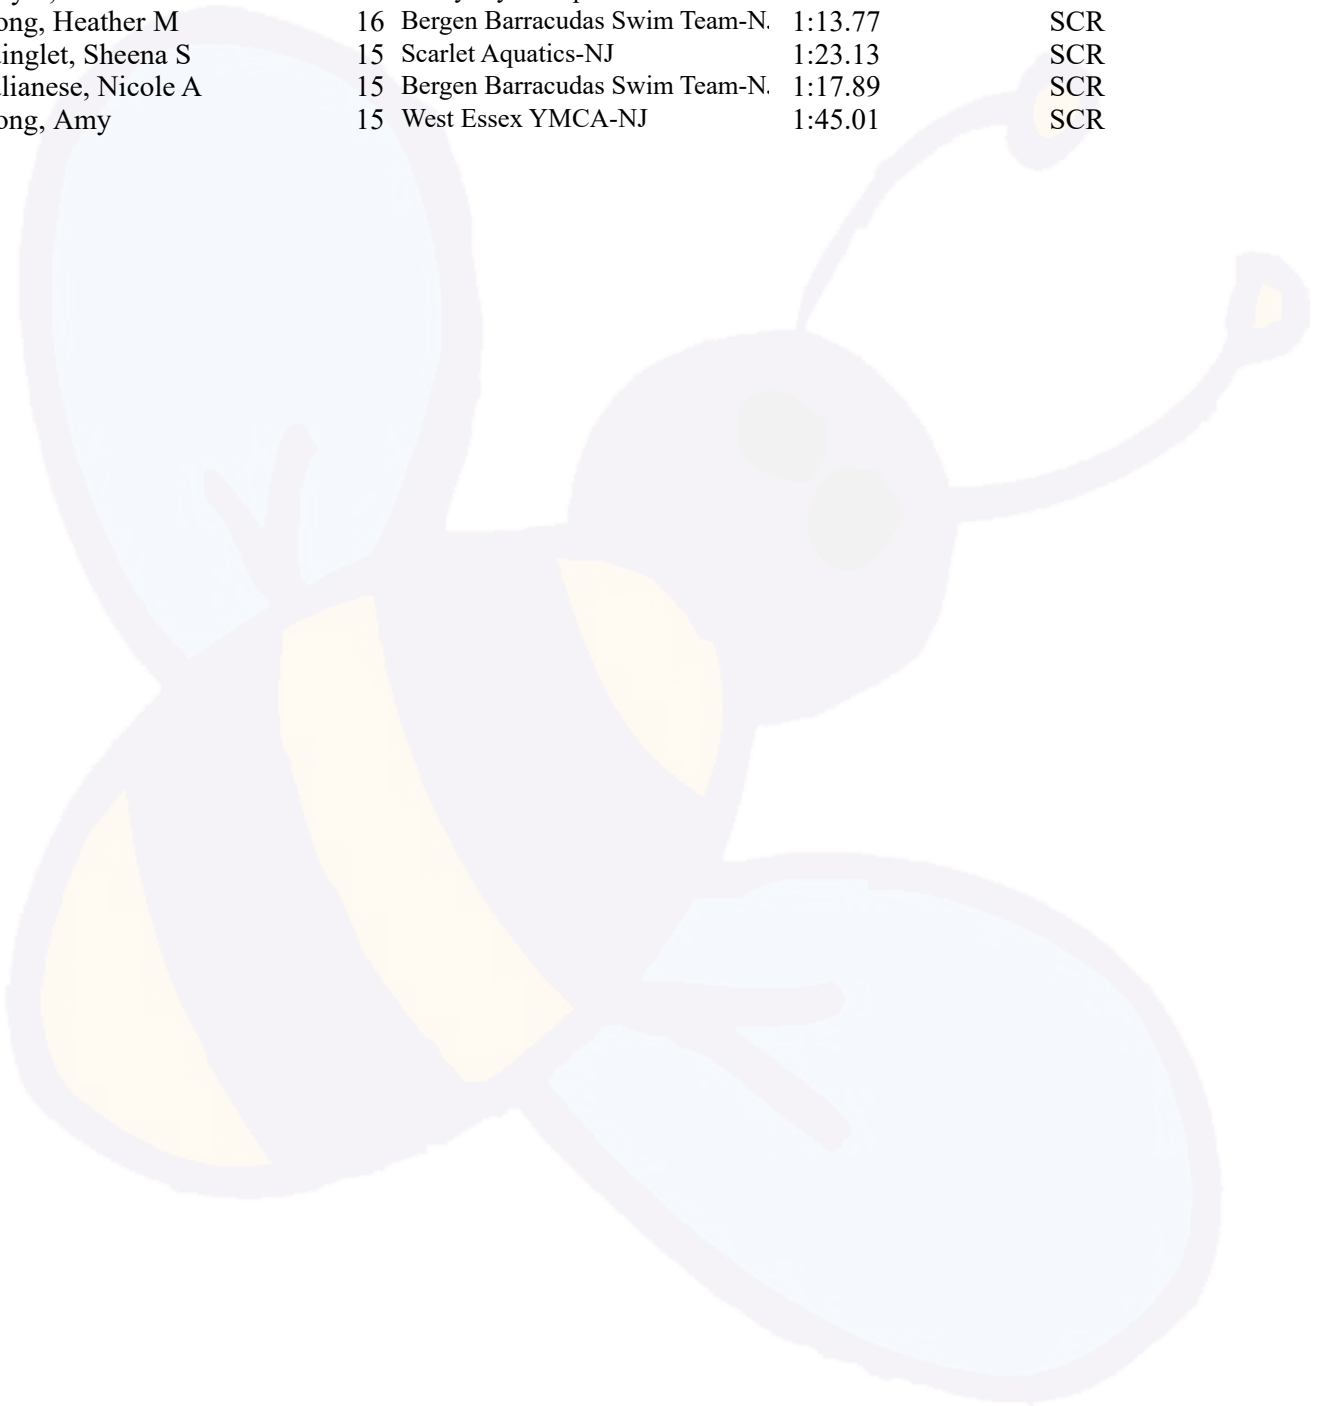 ong, Heather M 16 Bergen Barracudas Swim Team-N. 1:13.77 SCR
inglet, Sheena S 15 Scarlet Aquatics-NJ 1:23.13 SCR
lianese, Nicole A 15 Bergen Barracudas Swim Team-N. 1:17.89 SCR
ong, Amy 15 West Essex YMCA-NJ 1:45.01 SCR